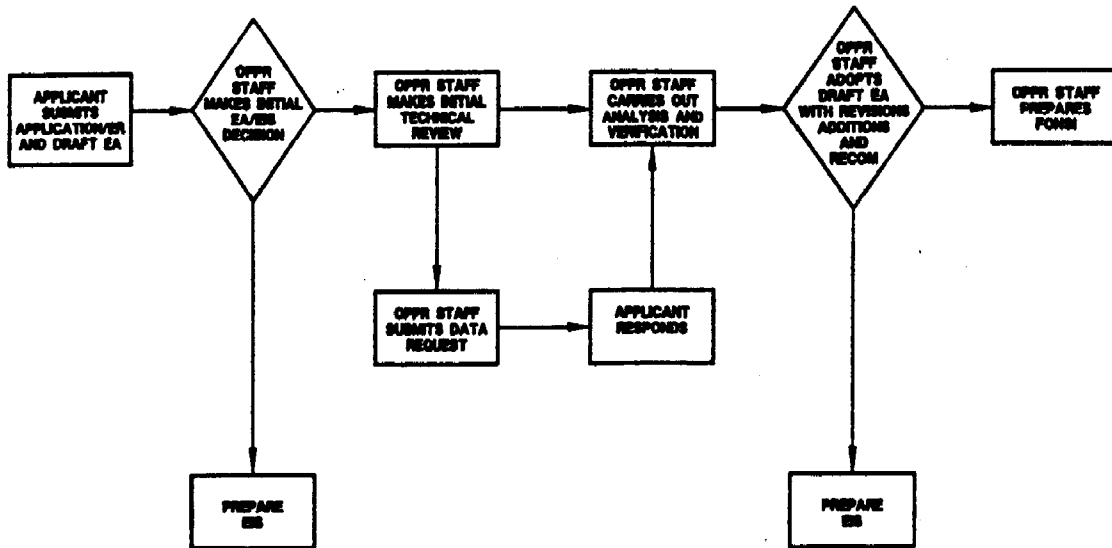 APPLICANT
SUBMITS
APPLICATION/ER
AND DRAFT EA
OPPR
STAFF
MAKES INITIAL
EA/EIS
DECISION
OPPR STAFF
MAKES INITIAL
TECHNICAL
REVIEW
OPPR STAFF
CARRIES OUT
ANALYSIS AND
VERIFICATION
OPPR
STAFF
ADOPTS
DRAFT EA
WITH REVISIONS
ADDITIONS
AND
RECOM
OPPR STAFF
PREPARES
FONSI
OPPR STAFF
SUBMITS DATA
REQUEST
APPLICANT
RESPONDS
PREPARE
EIS
PREPARE
EIS